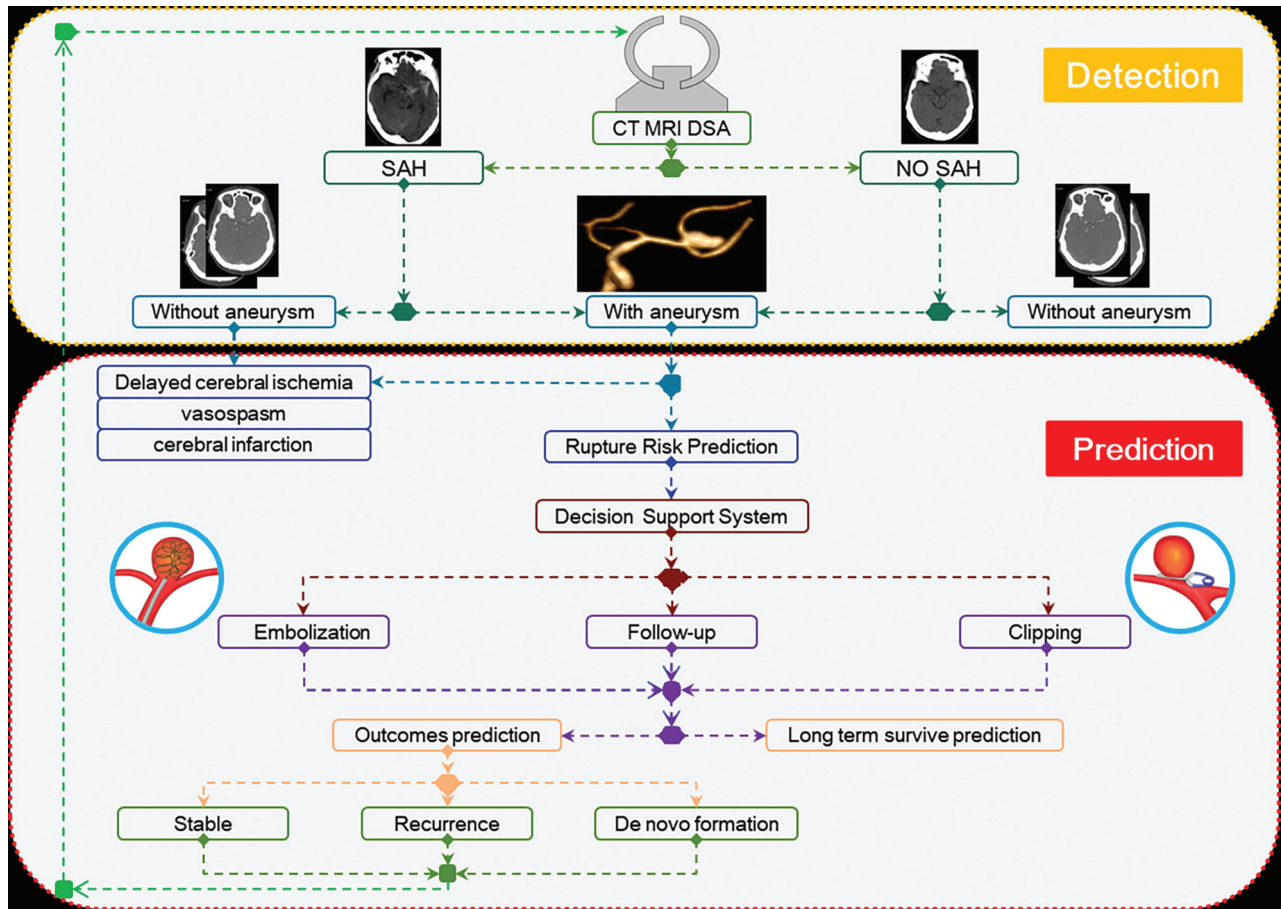 Detection
CT MRI DSA
SAH
NO SAH
Without aneurysm
With aneurysm
Without aneurysm
Delayed cerebral ischemia
vasospasm
cerebral infarction
Rupture Risk Prediction
Prediction
Decision Support System
Embolization
Follow-up
Clipping
Outcomes prediction
Long term survive prediction
Stable
Recurrence
De novo formation